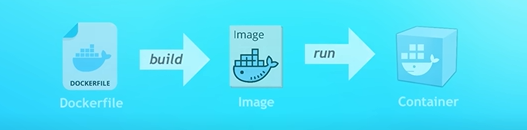 DOCKERFILE
Dockerfile
build
Image
Image
run
Container